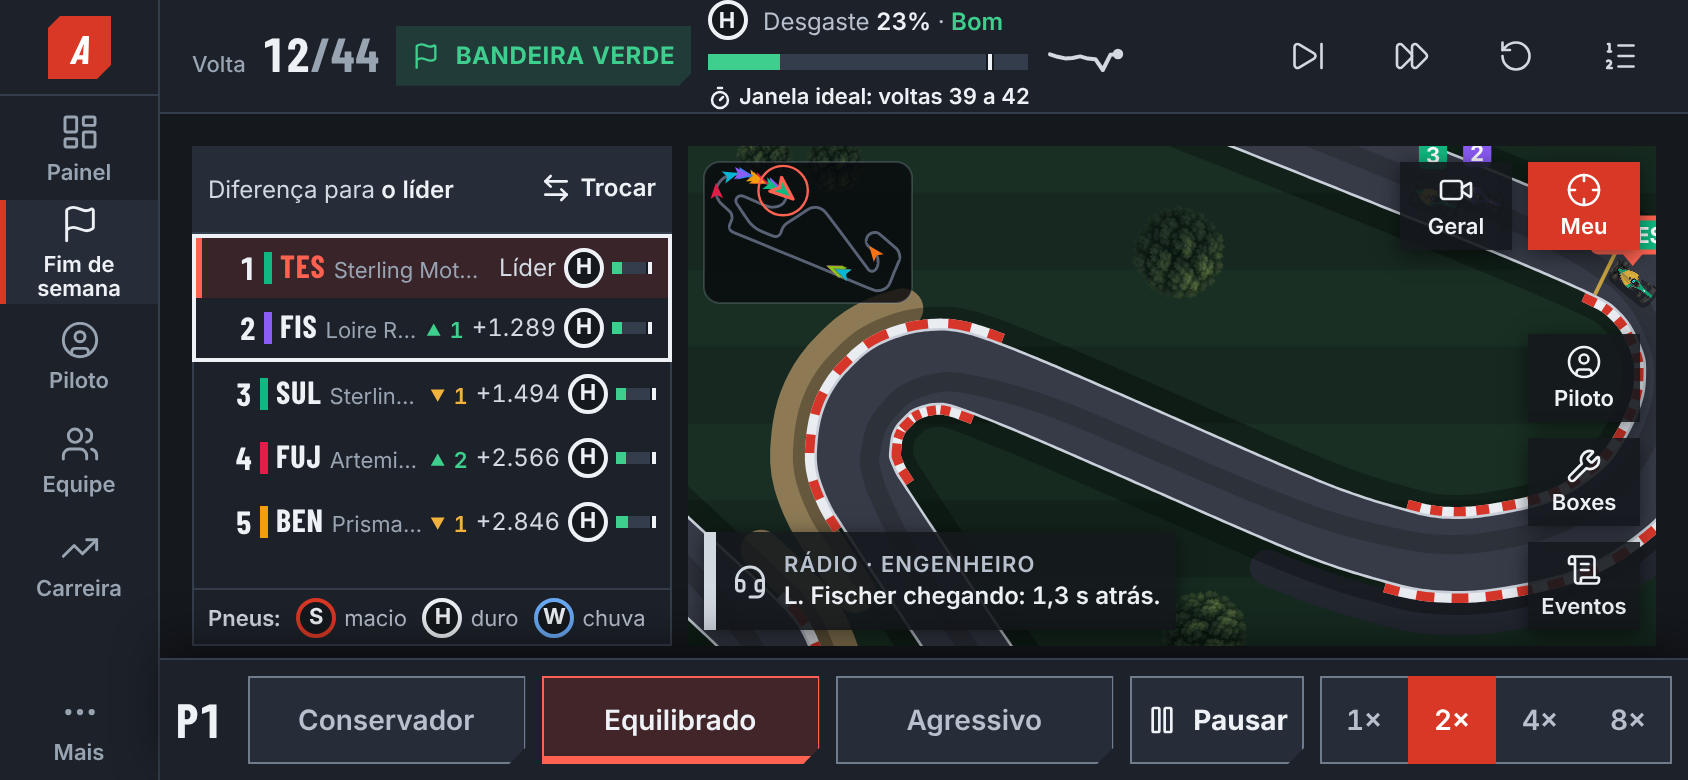 A
Painel
Fim de
semana
Piloto
Equipe
Carreira
Mais
Volta 12/44
BANDEIRA VERDE
H Desgaste 23% · Bom
Janela ideal: voltas 39 a 42
Diferença para o líder
Trocar
1 TES Sterling Mot... Líder H
2 FIS Loire R... ▲ 1 +1.289 H
3 SUL Sterlin... ▼ 1 +1.494 H
4 FUJ Artemi... ▲ 2 +2.566 H
5 BEN Prisma... ▼ 1 +2.846 H
Pneus: S macio H duro W chuva
3 2
Geral
Meu
Piloto
Boxes
Eventos
RÁDIO · ENGENHEIRO
L. Fischer chegando: 1,3 s atrás.
P1
Conservador
Equilibrado
Agressivo
Pausar
1× 2× 4× 8×